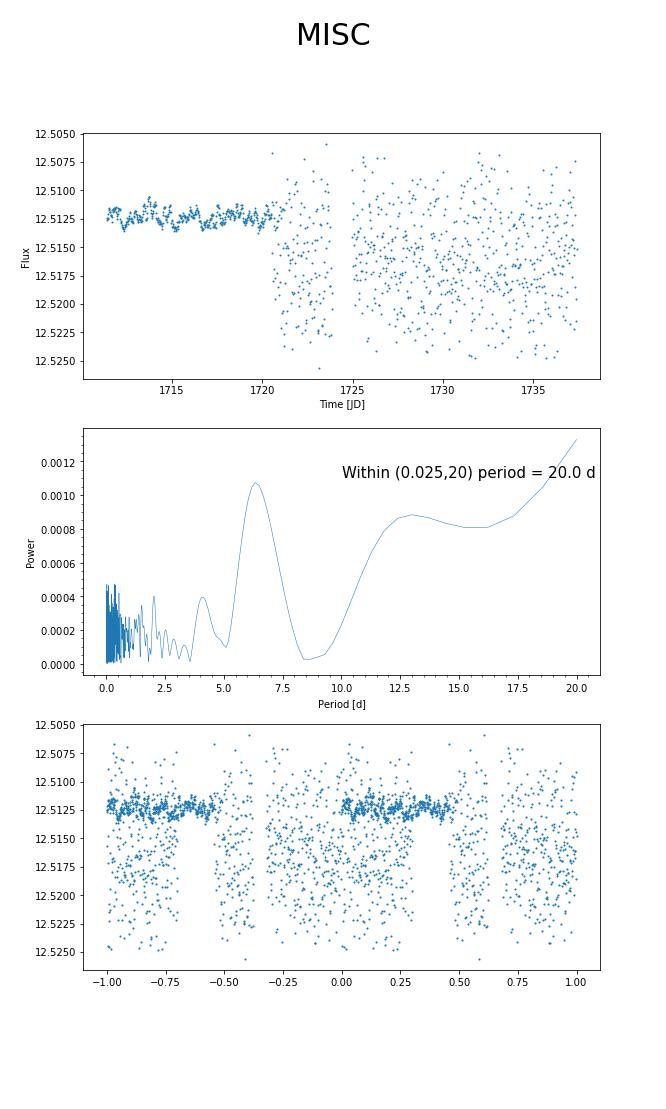 MISC
12.5050
12.5075
12.5100
12.5125
12.5150
12.5175
12.5200
12.5225
12.5250
Flux
1715 1720 1725 1730 1735
Time [JD]
0.0012
0.0010
0.0008
0.0006
0.0004
0.0002
0.0000
Power
Within (0.025,20) period = 20.0 d
0.0 2.5 5.0 7.5 10.0 12.5 15.0 17.5 20.0
Period [d]
12.5050
12.5075
12.5100
12.5125
12.5150
12.5175
12.5200
12.5225
12.5250
−1.00 −0.75 −0.50 −0.25 0.00 0.25 0.50 0.75 1.00